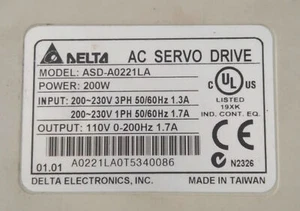 DELTA AC SERVO DRIVE
MODEL: ASD-A0221LA
POWER: 200W
INPUT: 200~230V 3PH 50/60Hz 1.3A
200~230V 1PH 50/60Hz 1.7A
OUTPUT: 110V 0-200Hz 1.7A
C UL US
LISTED
19XK
IND. CONT. EQ.
01.01 A0221LA0T5340086
N2326
DELTA ELECTRONICS, INC. MADE IN TAIWAN